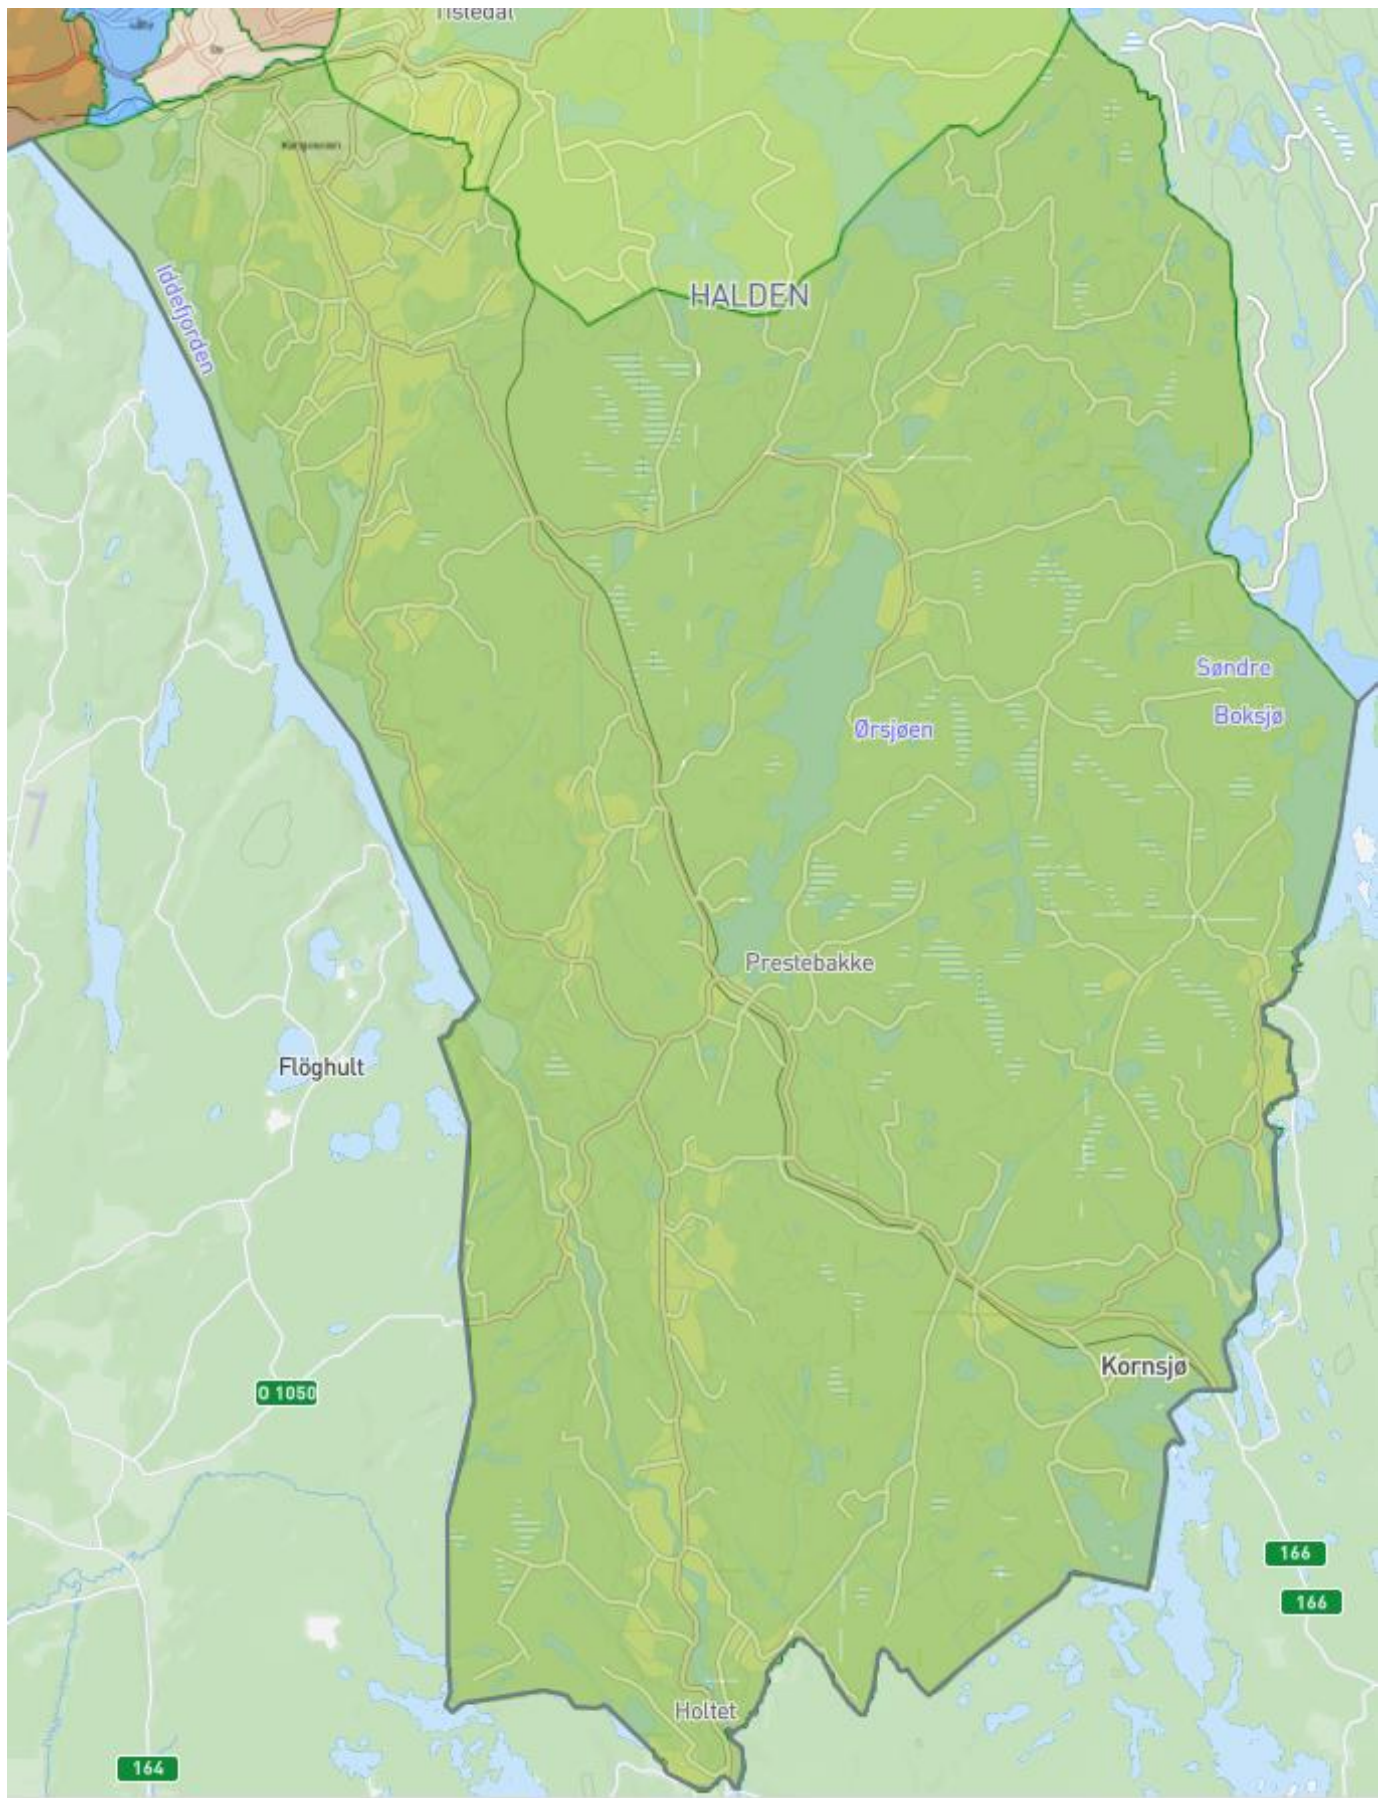 Tistedal
HALDEN
Iddefjorden
Søndre
Boksjø
Ørsjøen
Prestebakke
Flöghult
Kornsjø
O 1050
166
166
Holtet
164